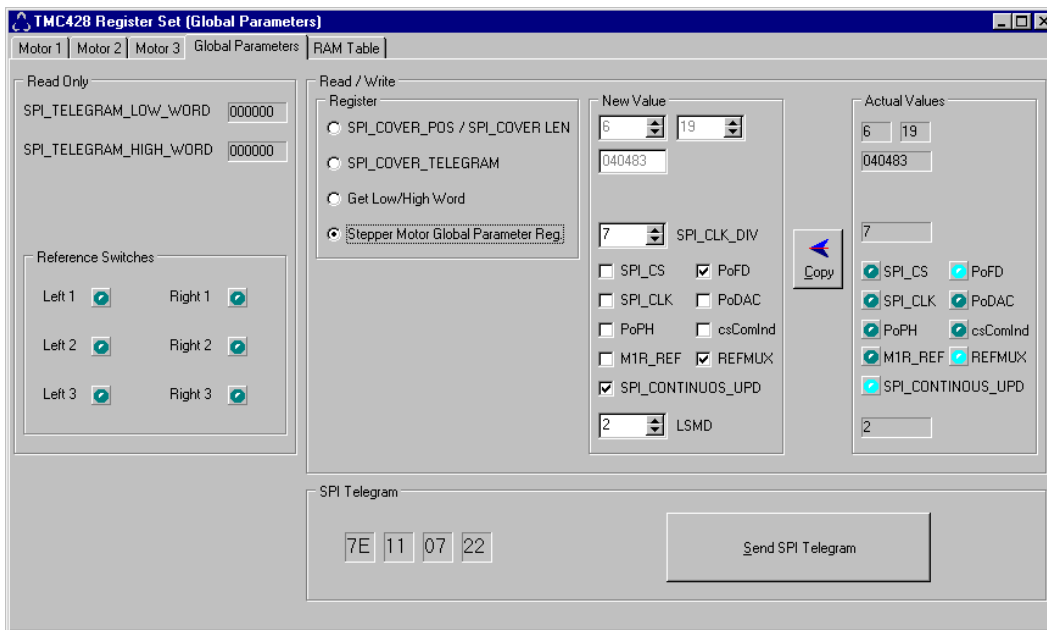 TMC428 Register Set (Global Parameters)
Motor 1 Motor 2 Motor 3 Global Parameters RAM Table
Read Only
SPI_TELEGRAM_LOW_WORD 000000
SPI_TELEGRAM_HIGH_WORD 000000
Reference Switches
Left 1 Right 1
Left 2 Right 2
Left 3 Right 3
Read / Write
Register
SPI_COVER_POS / SPI_COVER LEN
SPI_COVER_TELEGRAM
Get Low/High Word
Stepper Motor Global Parameter Reg.
New Value
6 19
040483
7 SPI_CLK_DIV
SPI_CS PoFD
SPI_CLK PoDAC
PoPH csComInd
M1R_REF REFMUX
SPI_CONTINUOS_UPD
2 LSMD
Copy
Actual Values
6 19
040483
7
SPI_CS PoFD
SPI_CLK PoDAC
PoPH csComInd
M1R_REF REFMUX
SPI_CONTINOUS_UPD
2
SPI Telegram
7E 11 07 22
Send SPI Telegram